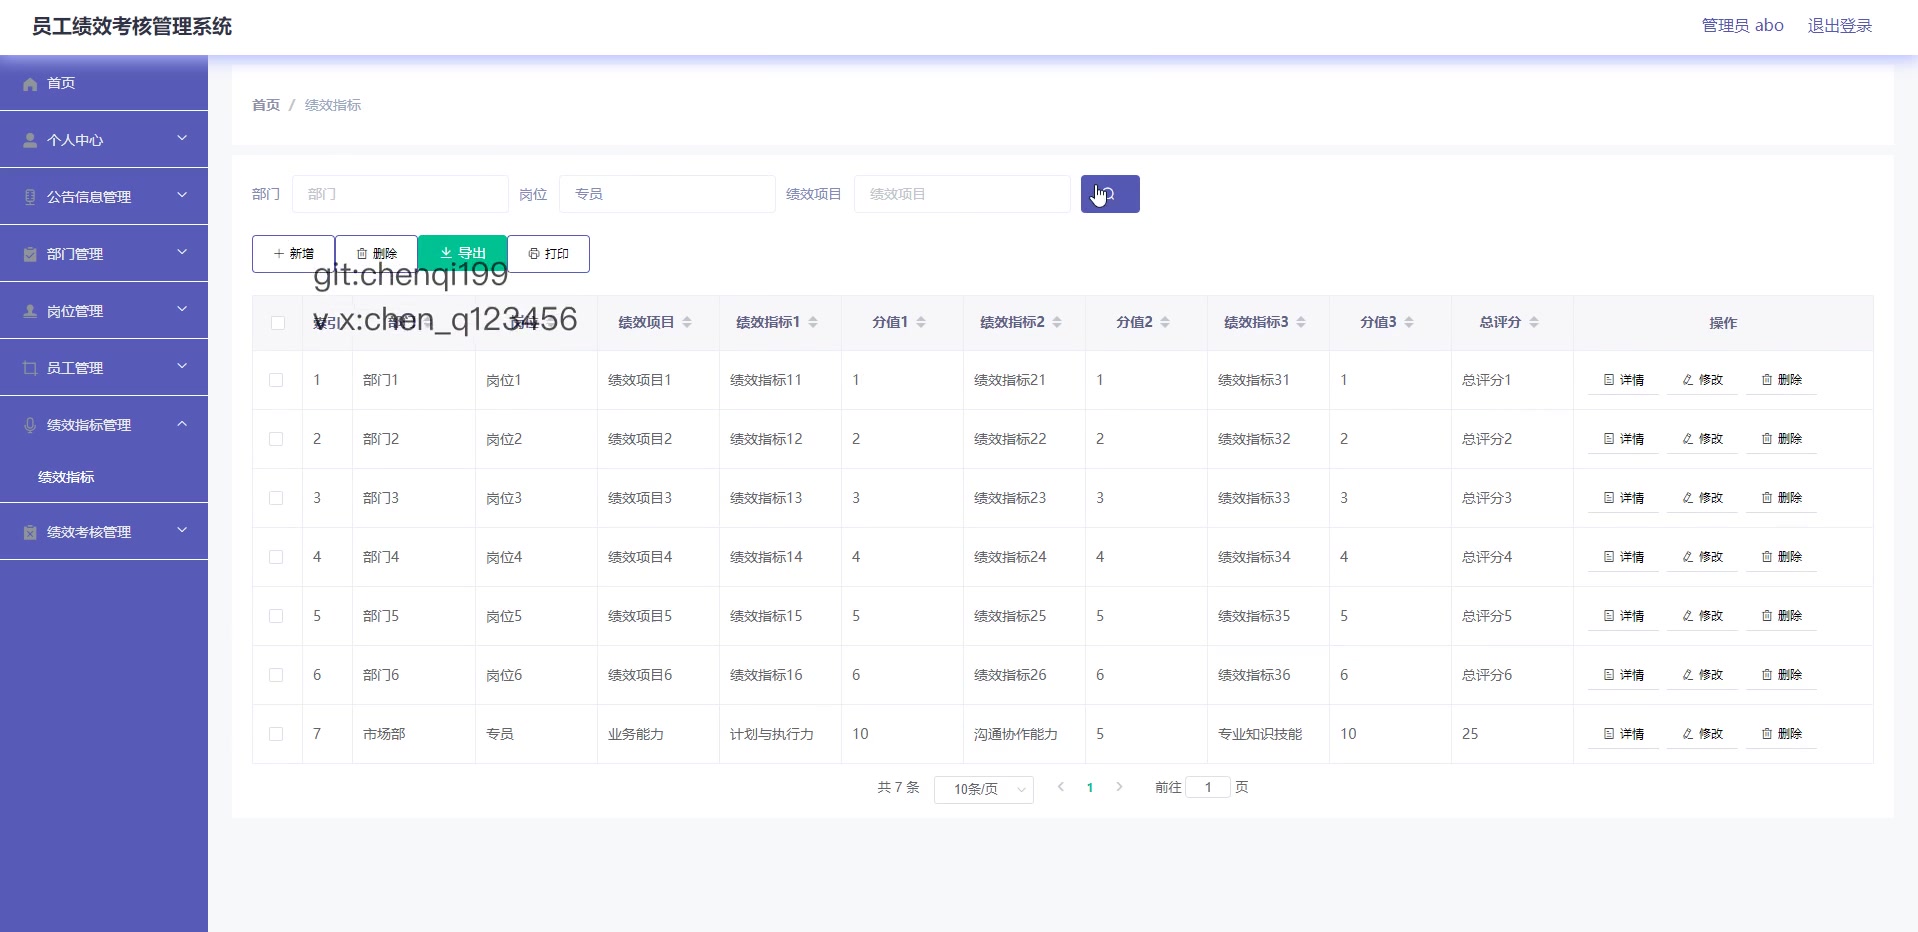 员工绩效考核管理系统
管理员 abo 退出登录
首页
个人中心
公告信息管理
部门管理
岗位管理
员工管理
绩效指标管理
绩效指标
绩效考核管理
首页 / 绩效指标
部门 部门 岗位 专员 绩效项目 绩效项目
新增 删除 导出 打印
git:chenqi199
v x:chen_q123456
索引 部门 岗位 绩效项目 绩效指标1 分值1 绩效指标2 分值2 绩效指标3 分值3 总评分 操作
1 部门1 岗位1 绩效项目1 绩效指标11 1 绩效指标21 1 绩效指标31 1 总评分1 详情 修改 删除
2 部门2 岗位2 绩效项目2 绩效指标12 2 绩效指标22 2 绩效指标32 2 总评分2 详情 修改 删除
3 部门3 岗位3 绩效项目3 绩效指标13 3 绩效指标23 3 绩效指标33 3 总评分3 详情 修改 删除
4 部门4 岗位4 绩效项目4 绩效指标14 4 绩效指标24 4 绩效指标34 4 总评分4 详情 修改 删除
5 部门5 岗位5 绩效项目5 绩效指标15 5 绩效指标25 5 绩效指标35 5 总评分5 详情 修改 删除
6 部门6 岗位6 绩效项目6 绩效指标16 6 绩效指标26 6 绩效指标36 6 总评分6 详情 修改 删除
7 市场部 专员 业务能力 计划与执行力 10 沟通协作能力 5 专业知识技能 10 25 详情 修改 删除
共 7 条 10条/页 1 前往 1 页